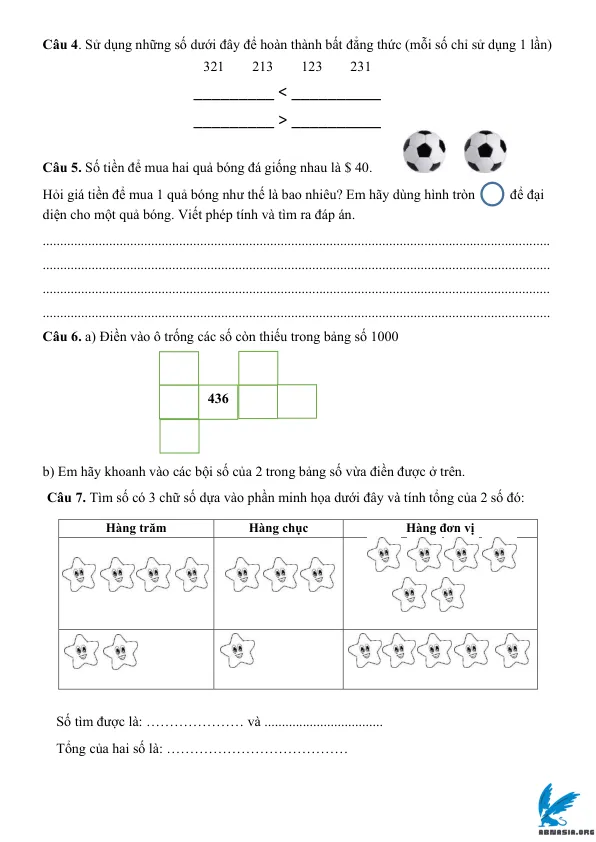 Câu 4. Sử dụng những số dưới đây để hoàn thành bất đẳng thức (mỗi số chỉ sử dụng 1 lần)
321 213 123 231
_________ < __________
_________ > __________
Câu 5. Số tiền để mua hai quả bóng đá giống nhau là $ 40.
Hỏi giá tiền để mua 1 quả bóng như thế là bao nhiêu? Em hãy dùng hình tròn để đại
diện cho một quả bóng. Viết phép tính và tìm ra đáp án.
Câu 6. a) Điền vào ô trống các số còn thiếu trong bảng số 1000
436
b) Em hãy khoanh vào các bội số của 2 trong bảng số vừa điền được ở trên.
Câu 7. Tìm số có 3 chữ số dựa vào phần minh họa dưới đây và tính tổng của 2 số đó:
Hàng trăm Hàng chục Hàng đơn vị
Số tìm được là: ………………… và ..................................
Tổng của hai số là: …………………………………
ABNASIA.ORG